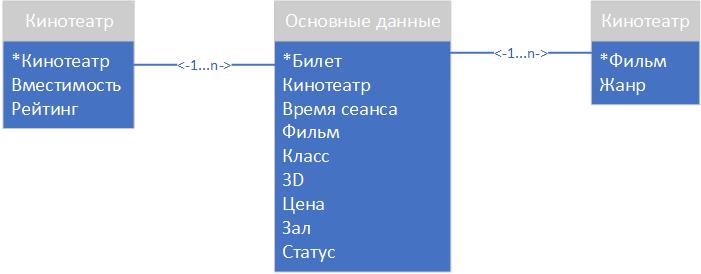 Кинотеатр
*Кинотеатр
Вместимость
Рейтинг
<-1...n->
Основные данные
*Билет
Кинотеатр
Время сеанса
Фильм
Класс
3D
Цена
Зал
Статус
<-1...n->
Кинотеатр
*Фильм
Жанр